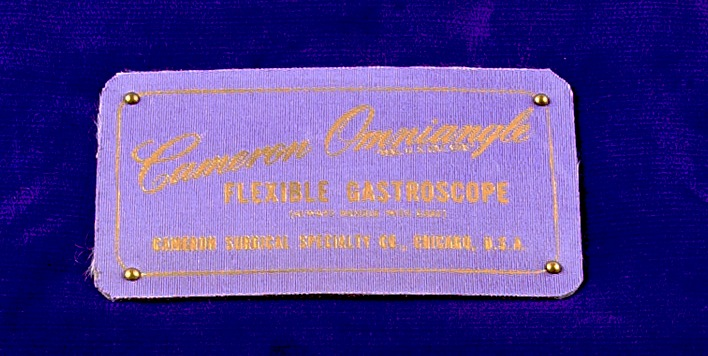 Cameron Omniangle
FLEXIBLE GASTROSCOPE
CAMERON SURGICAL SPECIALTY CO., CHICAGO, U.S.A.